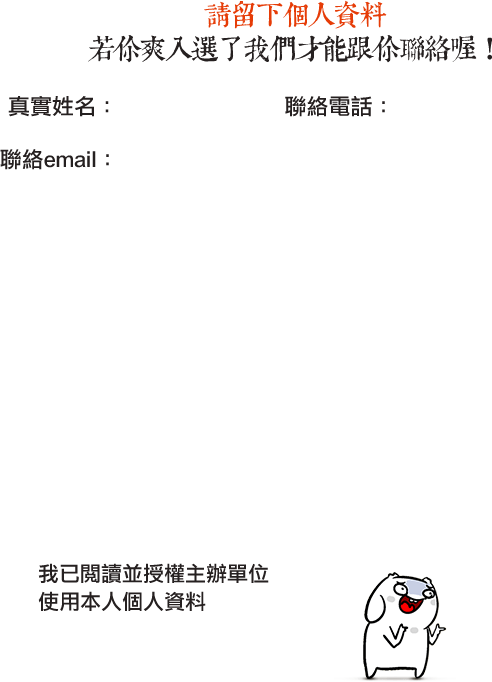 請留下個人資料
若你爽入選了我們才能跟你聯絡喔！
真實姓名： 聯絡電話：
聯絡email：
我已閱讀並授權主辦單位
使用本人個人資料